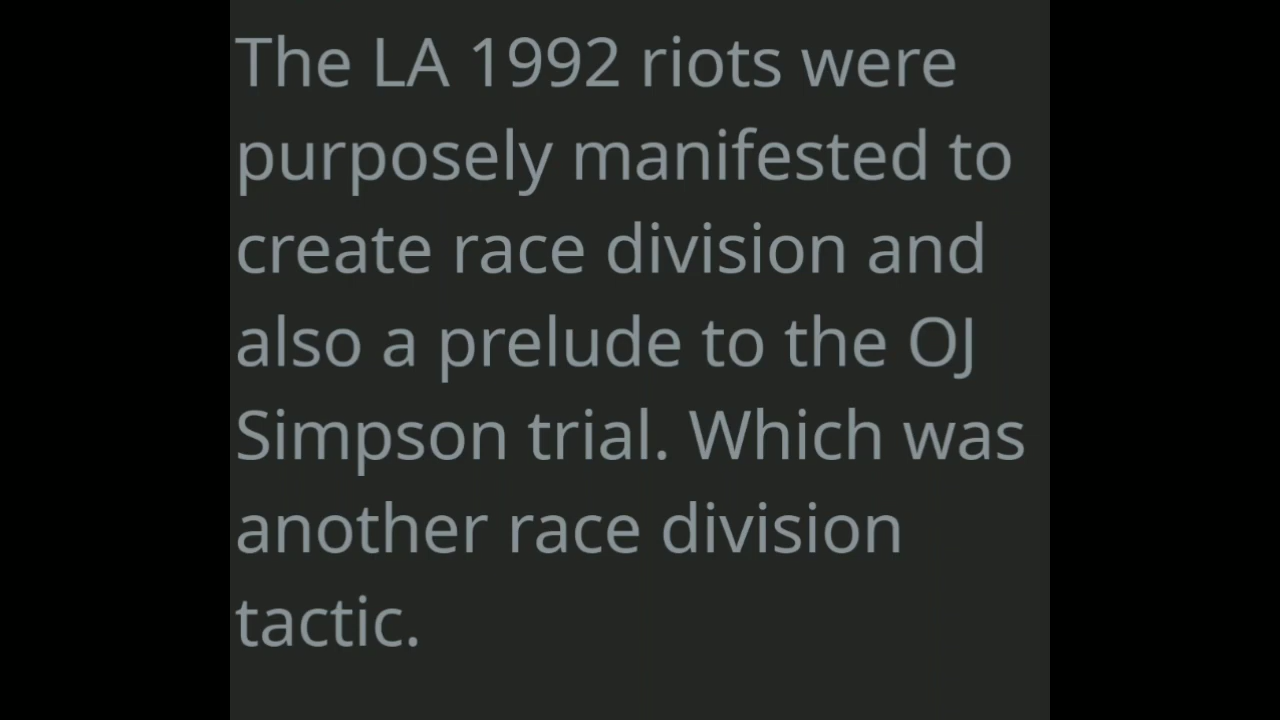 The LA 1992 riots were
purposely manifested to
create race division and
also a prelude to the OJ
Simpson trial. Which was
another race division
tactic.